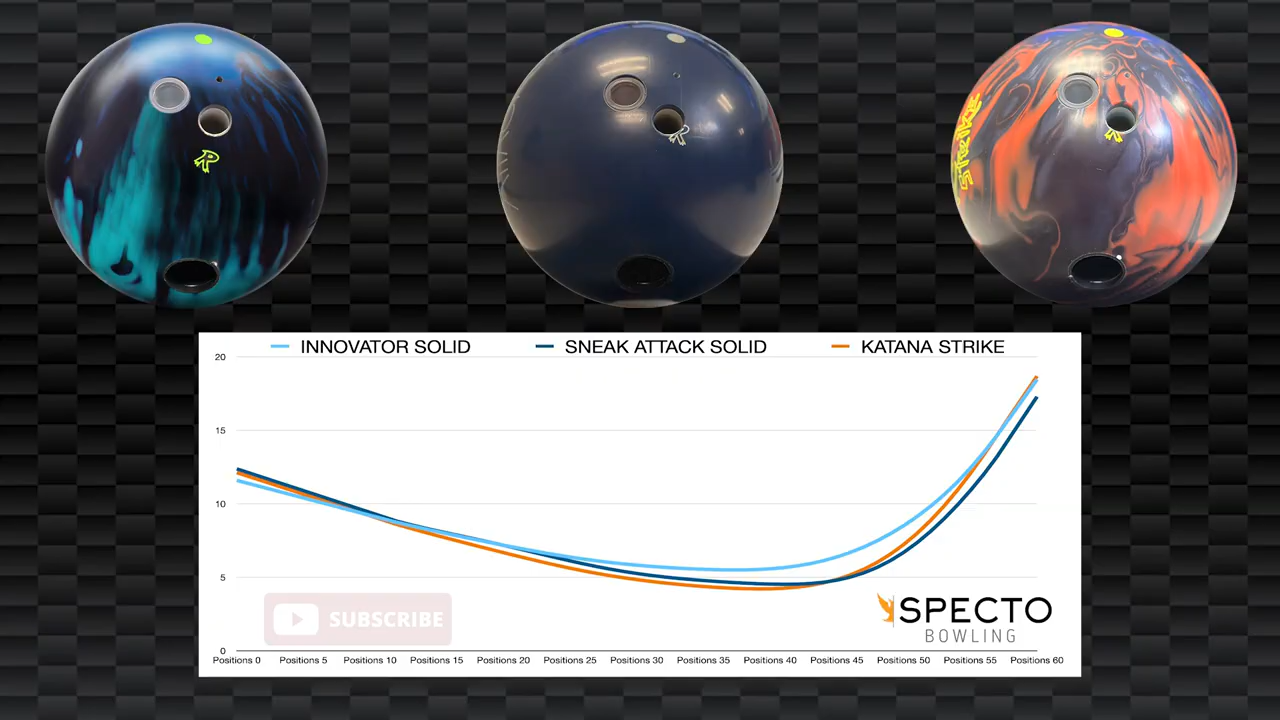 R
R
R
Strike
INNOVATOR SOLID
SNEAK ATTACK SOLID
KATANA STRIKE
20
15
10
5
0
SUBSCRIBE
SPECTO
BOWLING
Positions 0 Positions 5 Positions 10 Positions 15 Positions 20 Positions 25 Positions 30 Positions 35 Positions 40 Positions 45 Positions 50 Positions 55 Positions 60